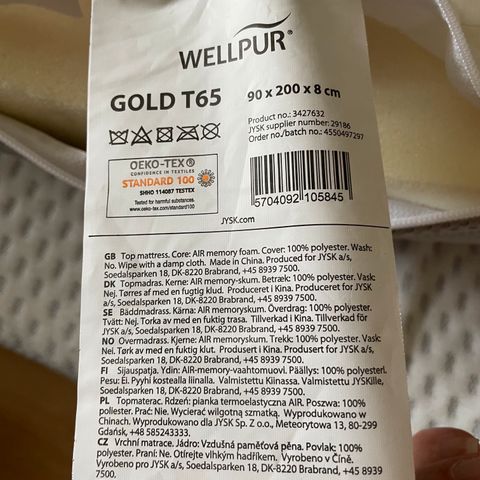 WELLPUR®
GOLD T65
90 x 200 x 8 cm
Product no.: 3427632
JYSK supplier number: 29186
Order no./batch no.: 4550497297
OEKO-TEX®
CONFIDENCE IN TEXTILES
STANDARD 100
SHHO 114087 TESTEX
Tested for harmful substances.
www.oeko-tex.com/standard100
5704092 105845
JYSK.com
GB Top mattress. Core: AIR memory foam. Cover: 100% polyester. Wash:
No. Wipe with a damp cloth. Made in China. Produced for JYSK a/s,
Soedalsparken 18, DK-8220 Brabrand, +45 8939 7500.
DK Topmadras. Kerne: AIR-memory-skum. Betræk: 100% polyester. Vask:
Nej. Tørres af med en fugtig klud. Produceret i Kina. Produceret for JYSK
a/s, Soedalsparken 18, DK-8220 Brabrand, +45 8939 7500.
SE Bäddmadrass. Kärna: AIR-memoryskum. Överdrag: 100% polyester.
Tvätt: Nej. Torka av med en fuktig trasa. Tillverkad i Kina. Tillverkad för
JYSK a/s, Soedalsparken 18, DK-8220 Brabrand, +45 8939 7500.
NO Overmadrass. Kjerne: AIR-memory-skum. Trekk: 100% polyester. Vask:
Nej. Tørk av med en fuktig klut. Produsert i Kina. Produsert for JYSK a/s,
Soedalsparken 18, DK-8220 Brabrand, +45 8939 7500.
FI Sijauspatja. Ydin: AIR-memory-vaahtomuovi. Päällys: 100% polyesteri.
Pesu: Ei. Pyyhi kostealla liinalla. Valmistettu Kiinassa. Valmistettu JYSKille,
Soedalsparken 18, DK-8220 Brabrand, +45 8939 7500.
PL Topmaterac. Rdzeń: pianka termoelastyczna AIR. Poszwa: 100%
poliester. Prać: Nie. Wycierać wilgotną szmatką. Wyprodukowano w
Chinach. Wyprodukowano dla JYSK Sp. Z o.o., Meteorytowa 13, 80-299
Gdańsk, +48 585243333.
CZ Vrchní matrace. Jádro: Vzdušná paměťová pěna. Povlak: 100%
polyester. Praní: Ne. Otírejte vlhkým hadříkem. Vyrobeno v Číně.
Vyrobeno pro JYSK a/s, Soedalsparken 18, DK-8220 Brabrand, +45 8939
7500.